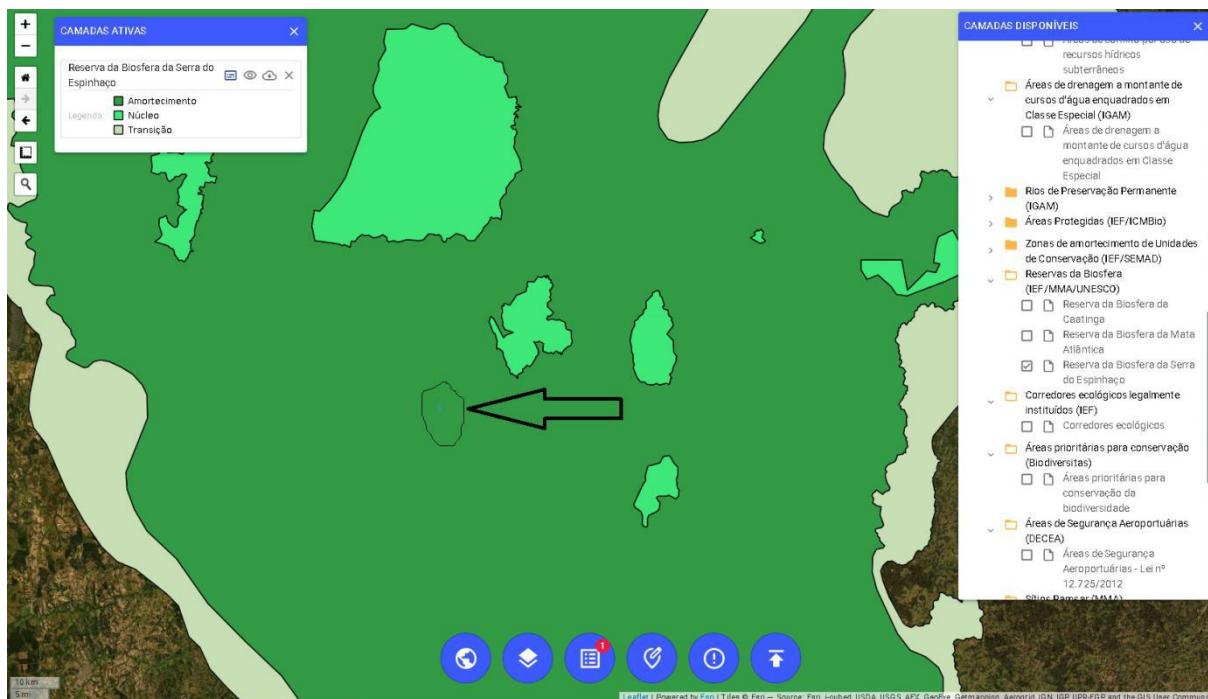 +
−
CAMADAS ATIVAS
Reserva da Biosfera da Serra do
Espinhaço
Legenda:
Amortecimento
Núcleo
Transição
CAMADAS DISPONÍVEIS
recursos hídricos
subterrâneos
Áreas de drenagem a montante de
cursos d'água enquadrados em
Classe Especial (IGAM)
Áreas de drenagem a
montante de cursos d'água
enquadrados em Classe
Especial
Rios de Preservação Permanente
(IGAM)
Áreas Protegidas (IEF/ICMBio)
Zonas de amortecimento de Unidades
de Conservação (IEF/SEMAD)
Reservas da Biosfera
(IEF/MMA/UNESCO)
Reserva da Biosfera da
Caatinga
Reserva da Biosfera da Mata
Atlântica
Reserva da Biosfera da Serra
do Espinhaço
Corredores ecológicos legalmente
instituídos (IEF)
Corredores ecológicos
Áreas prioritárias para conservação
(Biodiversitas)
Áreas prioritárias para
conservação da
biodiversidade
Áreas de Segurança Aeroportuárias
(DECEA)
Áreas de Segurança
Aeroportuárias - Lei nº
12.725/2012
Sítios Ramsar (MMA)
1
10 km
5 mi
Leaflet | Powered by Esri | Tiles © Esri — Source: Esri, i-cubed, USDA, USGS, AEX, GeoEye, Getmapping, Aerogrid, IGN, IGP, UPR-EGP, and the GIS User Commun